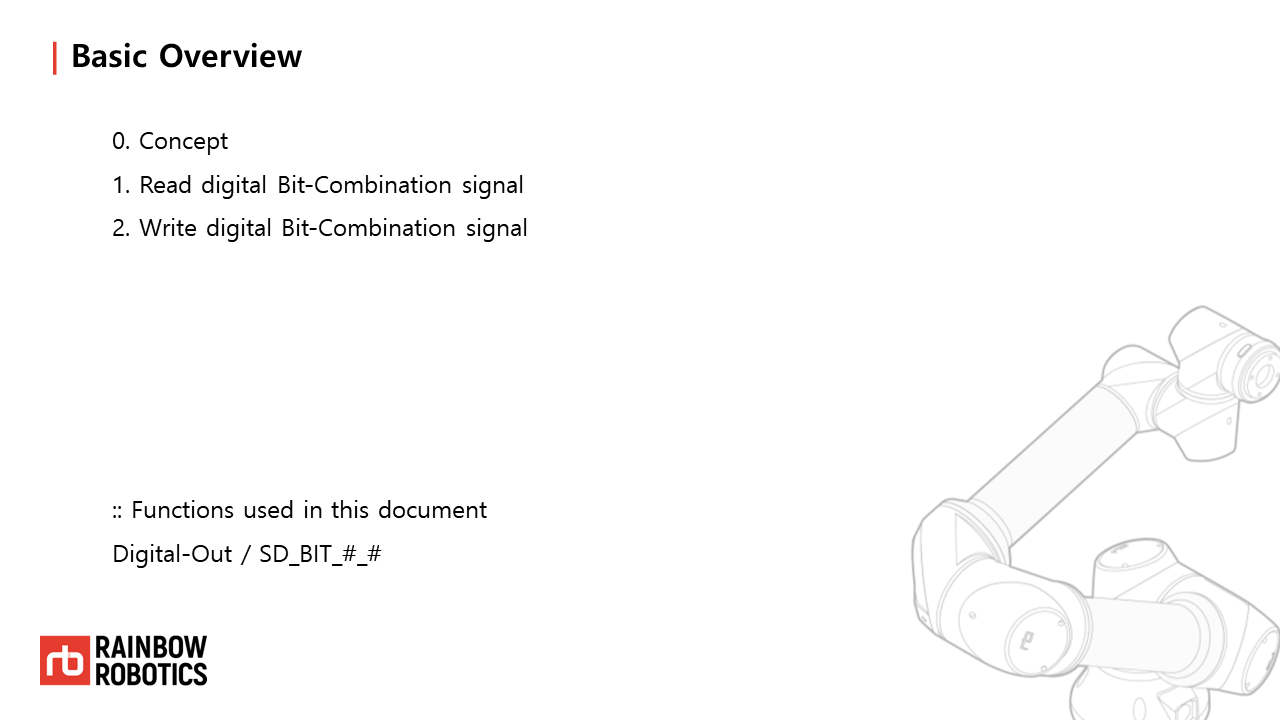 Basic Overview
0. Concept
1. Read digital Bit-Combination signal
2. Write digital Bit-Combination signal
:: Functions used in this document
Digital-Out / SD_BIT_#_#
rb RAINBOW
ROBOTICS